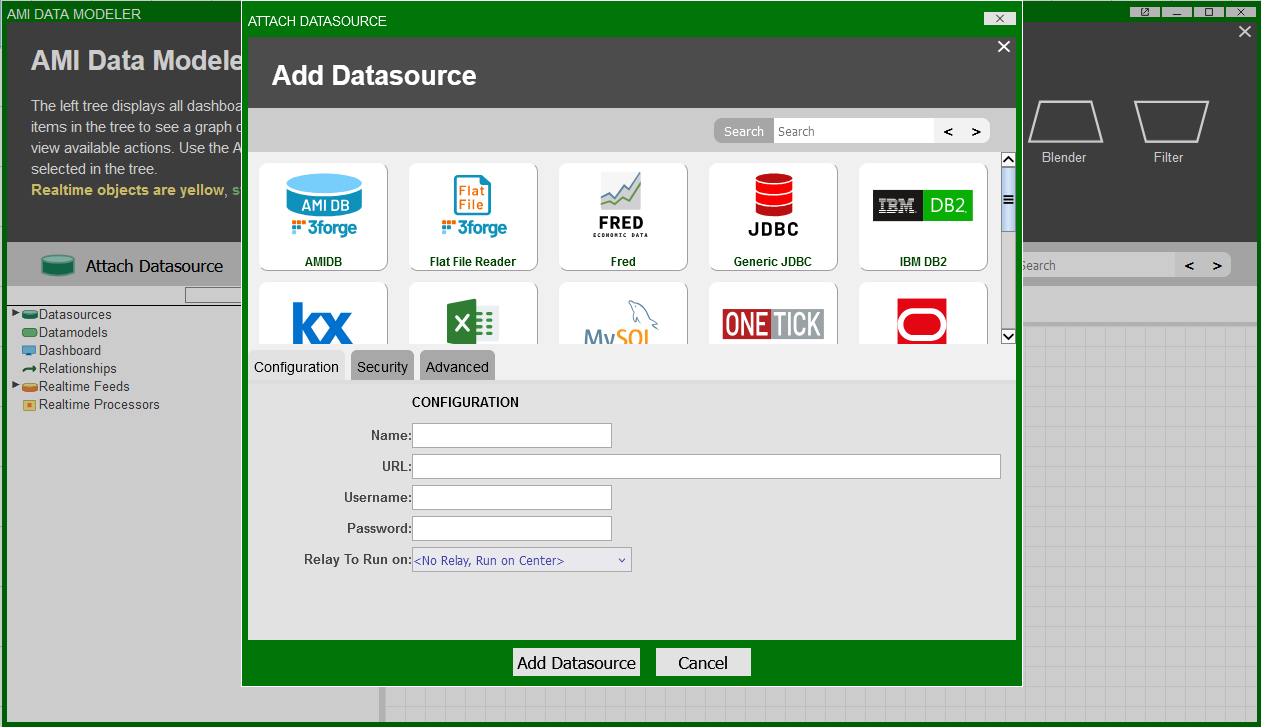 AMI DATA MODELER
AMI Data Modele
The left tree displays all dashboa
items in the tree to see a graph
view available actions. Use the A
selected in the tree.
Realtime objects are yellow,
Attach Datasource
Datasources
Datamodels
Dashboard
Relationships
Realtime Feeds
Realtime Processors
ATTACH DATASOURCE
Add Datasource
Search
Search
< >
AMI DB
3forge
AMIDB
Flat
File
3forge
Flat File Reader
FRED
ECONOMIC DATA
Fred
JDBC
Generic JDBC
IBM DB2
IBM DB2
kx
X
MySQL
ONETICK
Configuration
Security
Advanced
CONFIGURATION
Name:
URL:
Username:
Password:
Relay To Run on:
<No Relay, Run on Center>
Add Datasource
Cancel
Blender
Filter
Search
< >